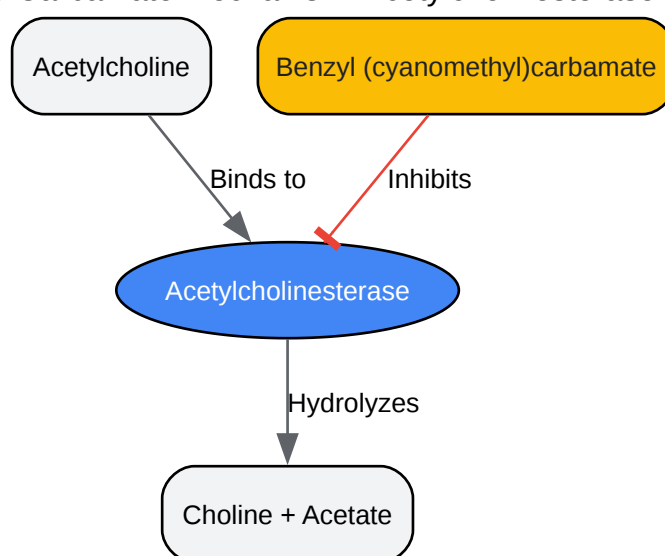 Acetylcholine
Benzyl (cyanomethyl)carbamate
Binds to
Inhibits
Acetylcholinesterase
Hydrolyzes
Choline + Acetate